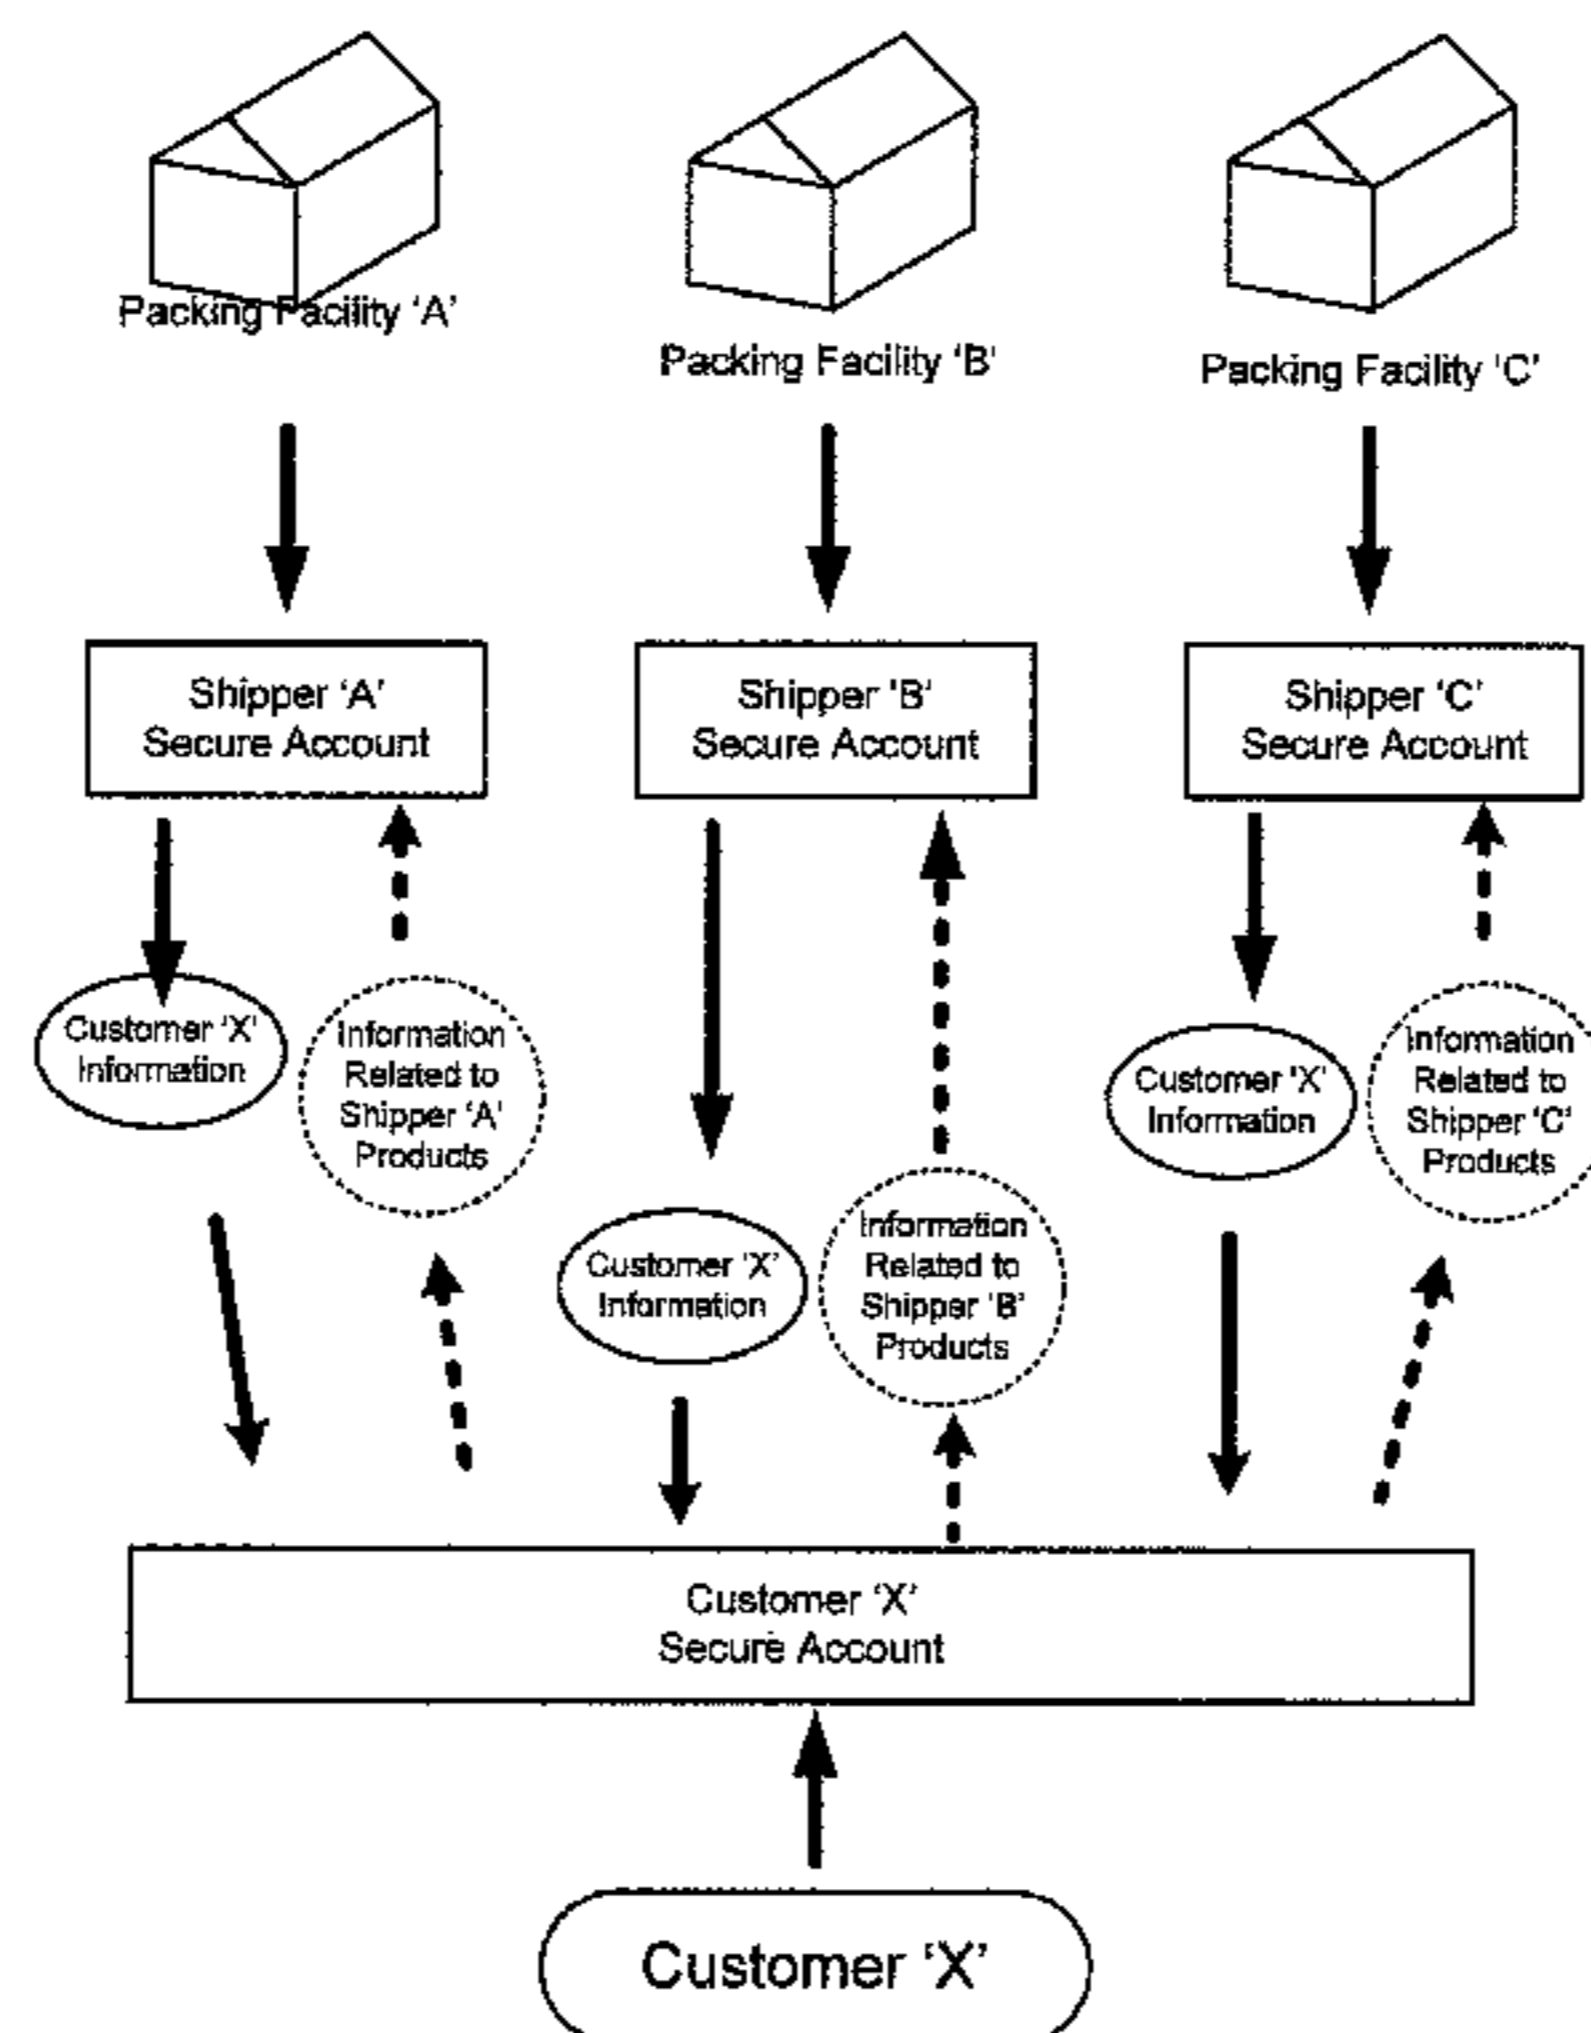 Packing Facility ‘A’
Packing Facility ‘B’
Packing Facility ‘C’
Shipper ‘A’
Secure Account
Shipper ‘B’
Secure Account
Shipper ‘C’
Secure Account
Customer ‘X’
Information
Information
Related to
Shipper ‘A’
Products
Customer ‘X’
Information
Information
Related to
Shipper ‘B’
Products
Customer ‘X’
Information
Information
Related to
Shipper ‘C’
Products
Customer ‘X’
Secure Account
Customer ‘X’